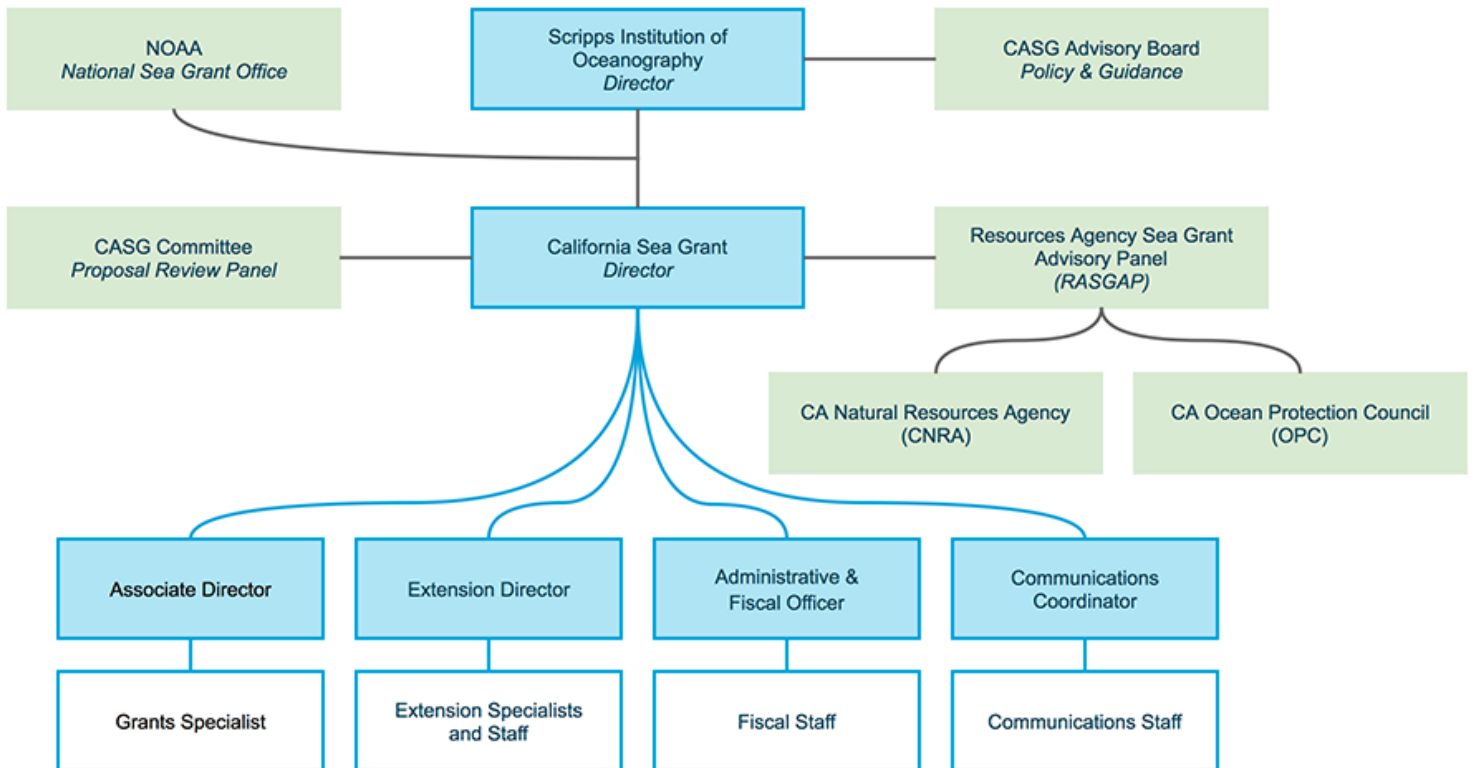 NOAA
National Sea Grant Office
Scripps Institution of
Oceanography
Director
CASG Advisory Board
Policy & Guidance
CASG Committee
Proposal Review Panel
California Sea Grant
Director
Resources Agency Sea Grant
Advisory Panel
(RASGAP)
CA Natural Resources Agency
(CNRA)
CA Ocean Protection Council
(OPC)
Associate Director
Extension Director
Administrative &
Fiscal Officer
Communications
Coordinator
Grants Specialist
Extension Specialists
and Staff
Fiscal Staff
Communications Staff